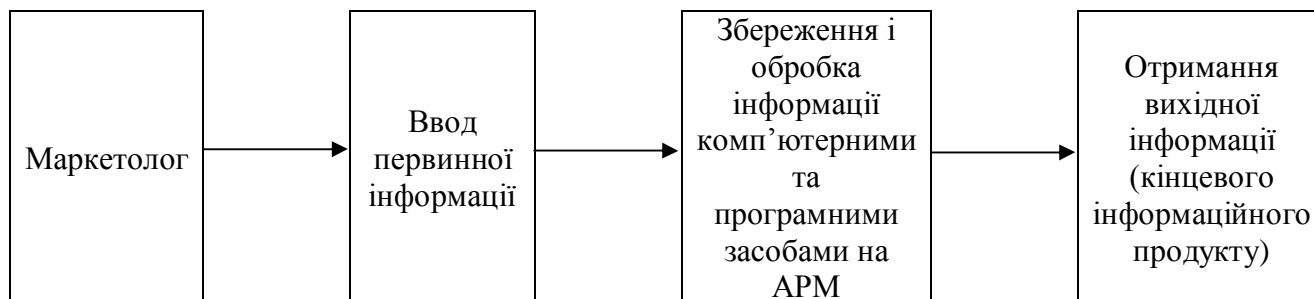 Маркетолог
Ввод
первинної
інформації
Збереження і
обробка
інформації
комп’ютерними
та
програмними
засобами на
АРМ
Отримання
вихідної
інформації
(кінцевого
інформаційного
продукту)